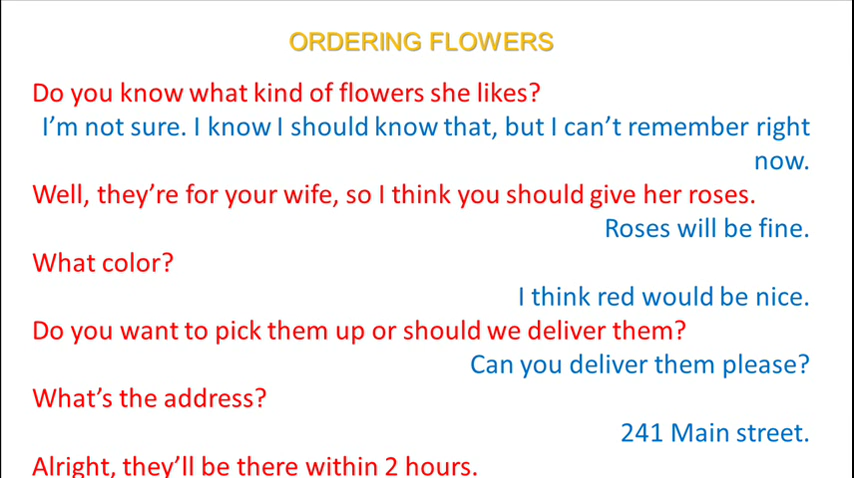 ORDERING FLOWERS
Do you know what kind of flowers she likes?
I'm not sure. I know I should know that, but I can't remember right
now.
Well, they're for your wife, so I think you should give her roses.
Roses will be fine.
What color?
I think red would be nice.
Do you want to pick them up or should we deliver them?
Can you deliver them please?
What's the address?
241 Main street.
Alright, they'll be there within 2 hours.